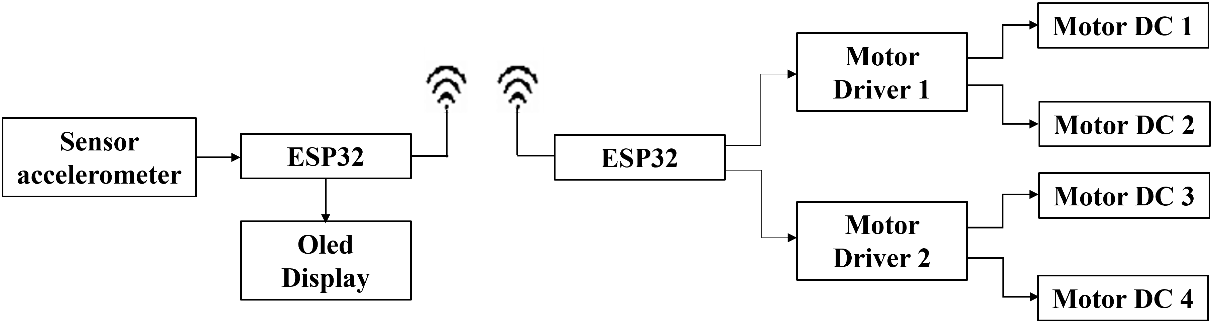 Sensor
accelerometer
ESP32
Oled
Display
ESP32
Motor
Driver 1
Motor DC 1
Motor DC 2
Motor
Driver 2
Motor DC 3
Motor DC 4